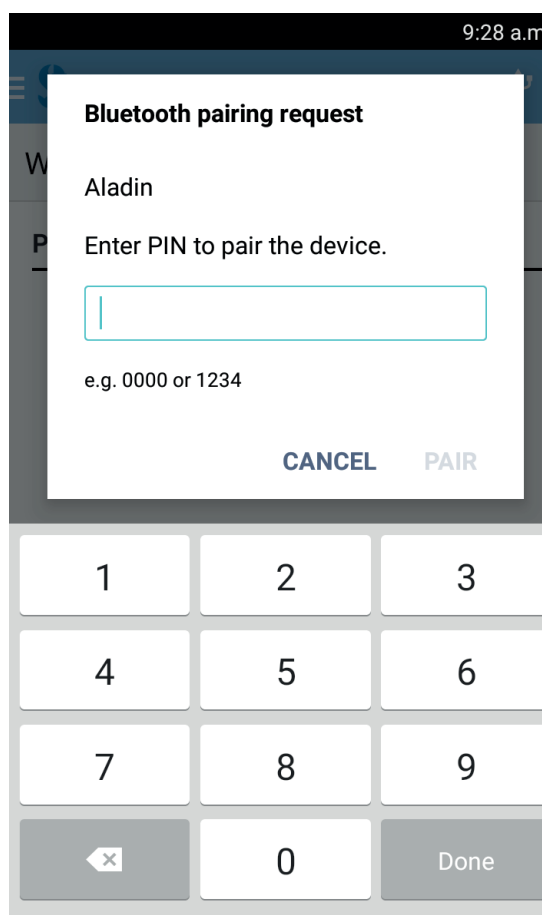 9:28 a.m
W
P
Bluetooth pairing request
Aladin
Enter PIN to pair the device.
e.g. 0000 or 1234
CANCEL PAIR
1 2 3
4 5 6
7 8 9
0 Done